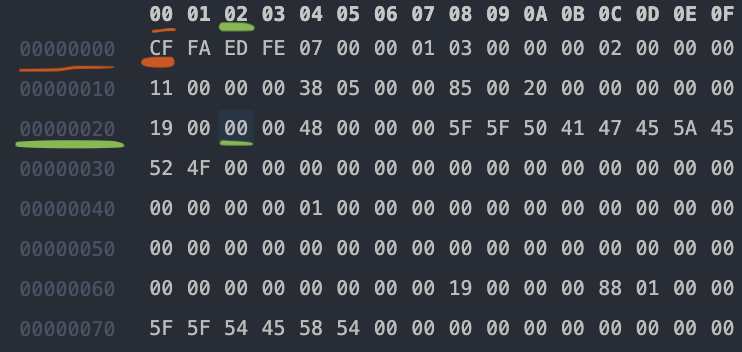 00 01 02 03 04 05 06 07 08 09 0A 0B 0C 0D 0E 0F
00000000 CF FA ED FE 07 00 00 01 03 00 00 00 02 00 00 00
00000010 11 00 00 00 38 05 00 00 85 00 20 00 00 00 00 00
00000020 19 00 00 00 48 00 00 00 5F 5F 50 41 47 45 5A 45
00000030 52 4F 00 00 00 00 00 00 00 00 00 00 00 00 00 00
00000040 00 00 00 00 01 00 00 00 00 00 00 00 00 00 00 00
00000050 00 00 00 00 00 00 00 00 00 00 00 00 00 00 00 00
00000060 00 00 00 00 00 00 00 00 19 00 00 00 88 01 00 00
00000070 5F 5F 54 45 58 54 00 00 00 00 00 00 00 00 00 00